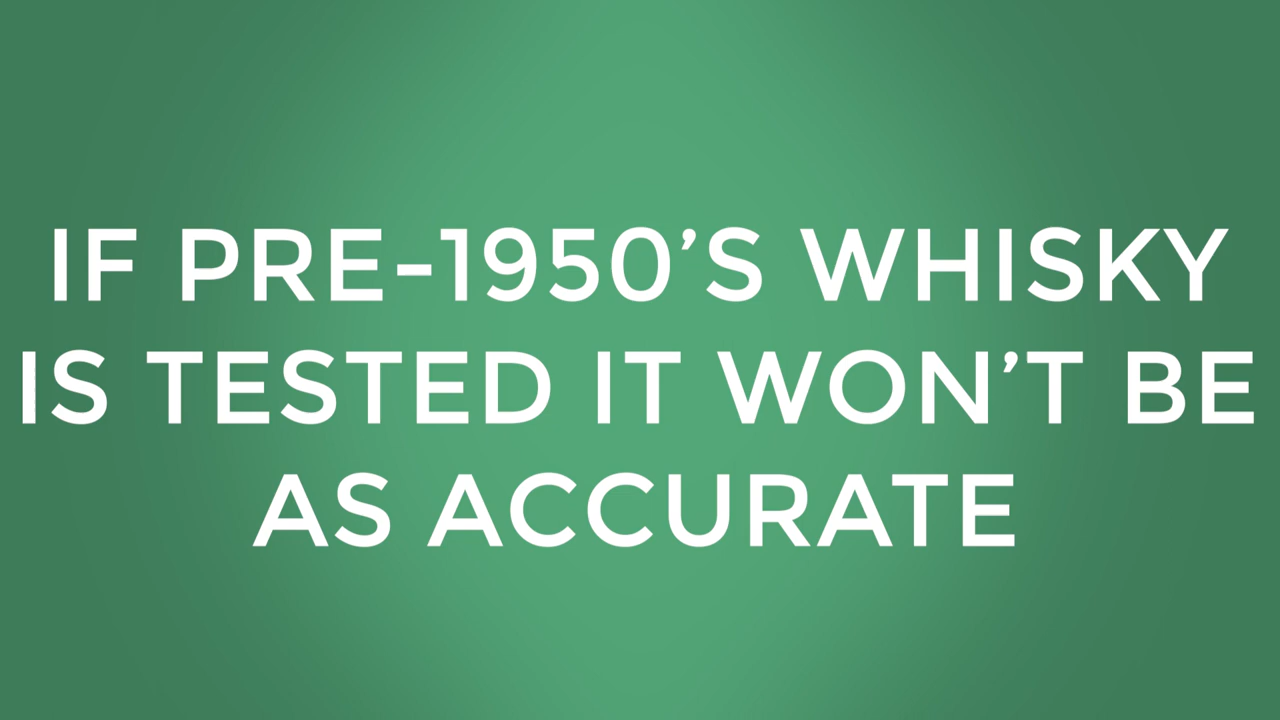 IF PRE-1950’S WHISKY
IS TESTED IT WON’T BE
AS ACCURATE